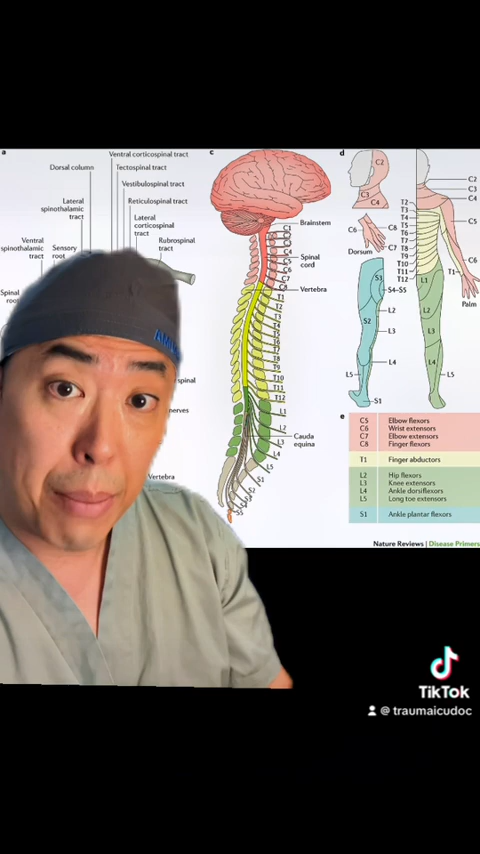 a
Ventral corticospinal tract
Dorsal column
Tectospinal tract
Vestibulospinal tract
Lateral
spinothalamic
tract
Reticulospinal tract
Lateral
corticospinal
tract
Ventral
spinothalamic
tract
Sensory
root
Rubrospinal
tract
Spinal
spinal
nerves
Vertebra
c
Brainstem
C1
C2
C3
C4
C5
C6
C7
C8
Spinal
cord
Vertebra
T1
T2
T3
T4
T5
T6
T7
T8
T9
T10
T11
T12
L1
L2
L3
L4
L5
Cauda
equina
S1
S2
S3
S4
S5
d
C2
C3
C4
C6
C8
C7
Dorsum
S3
S4–S5
L2
S2
L3
L4
L5
S1
C2
C3
C4
T2
T3
T4
T5
T6
T7
T8
T9
T10
T11
T12
C5
C6
T1
Palm
L1
L2
L3
L4
L5
e
C5 Elbow flexors
C6 Wrist extensors
C7 Elbow extensors
C8 Finger flexors
T1 Finger abductors
L2 Hip flexors
L3 Knee extensors
L4 Ankle dorsiflexors
L5 Long toe extensors
S1 Ankle plantar flexors
Nature Reviews | Disease Primers
TikTok
@ traumaicudoc